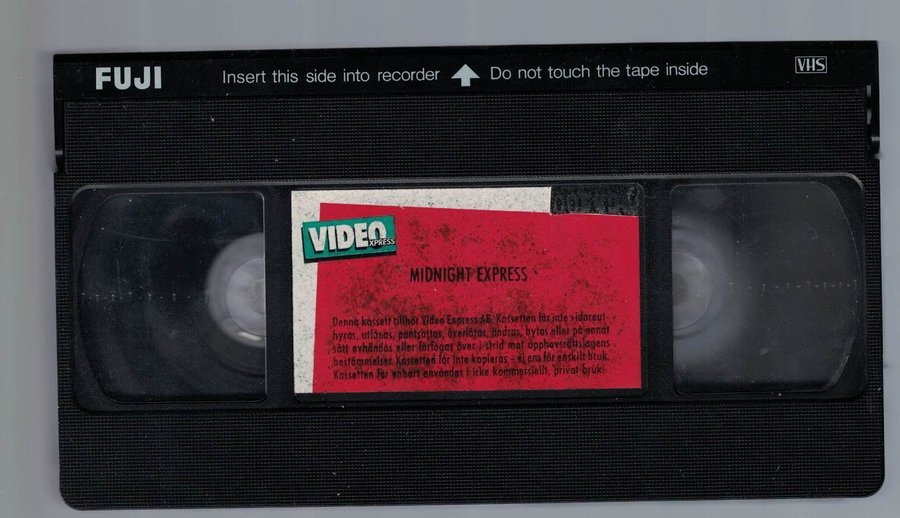 FUJI Insert this side into recorder Do not touch the tape inside VHS
VIDEO
XPRESS
MIDNIGHT EXPRESS
Denna kassett tillhör Video Express AB. Kassetten får inte vidareut-
hyras, utlånas, pantsättas, överlåtas, ändras, bytas eller på annat
sätt avhändas eller förfogas över i strid mot upphovsrättslagens
bestämmelser. Kassetten får inte kopieras – ej ens för enskilt bruk.
Kassetten får enbart användas i icke kommersiellt, privat bruk!